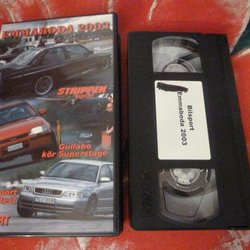 EMMABODA 2003
STRIPPEN
Gullabo
kör Superstage
Bilsport
Emmaboda 2003